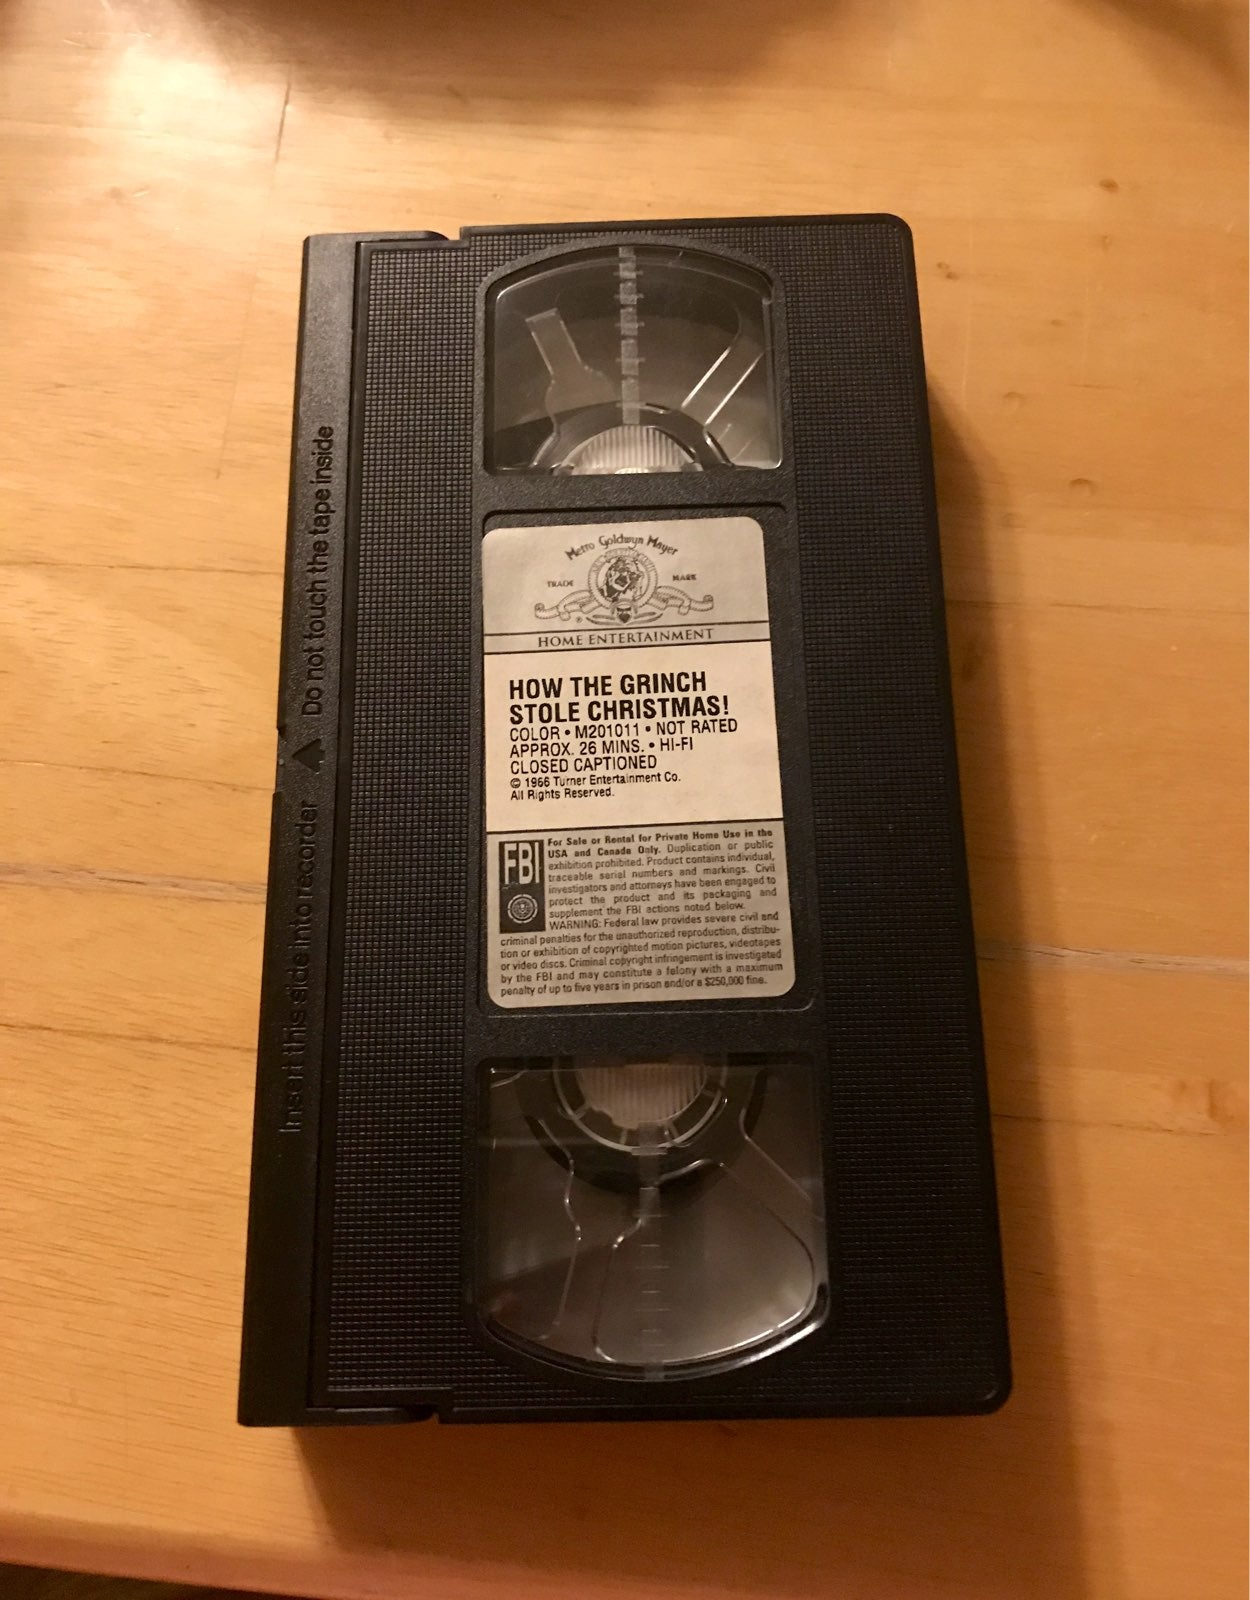 Do not touch the tape inside
Insert this side into recorder
Metro Goldwyn Mayer
TRADE MARK
®
HOME ENTERTAINMENT
HOW THE GRINCH
STOLE CHRISTMAS!
COLOR • M201011 • NOT RATED
APPROX. 26 MINS. • HI-FI
CLOSED CAPTIONED
© 1966 Turner Entertainment Co.
All Rights Reserved.
FBI
For Sale or Rental for Private Home Use in the
USA and Canada Only. Duplication or public
exhibition prohibited. Product contains individual,
traceable serial numbers and markings. Civil
investigators and attorneys have been engaged to
protect the product and its packaging and
supplement the FBI actions noted below.
WARNING: Federal law provides severe civil and
criminal penalties for the unauthorized reproduction, distribu-
tion or exhibition of copyrighted motion pictures, videotapes
or video discs. Criminal copyright infringement is investigated
by the FBI and may constitute a felony with a maximum
penalty of up to five years in prison and/or a $250,000 fine.